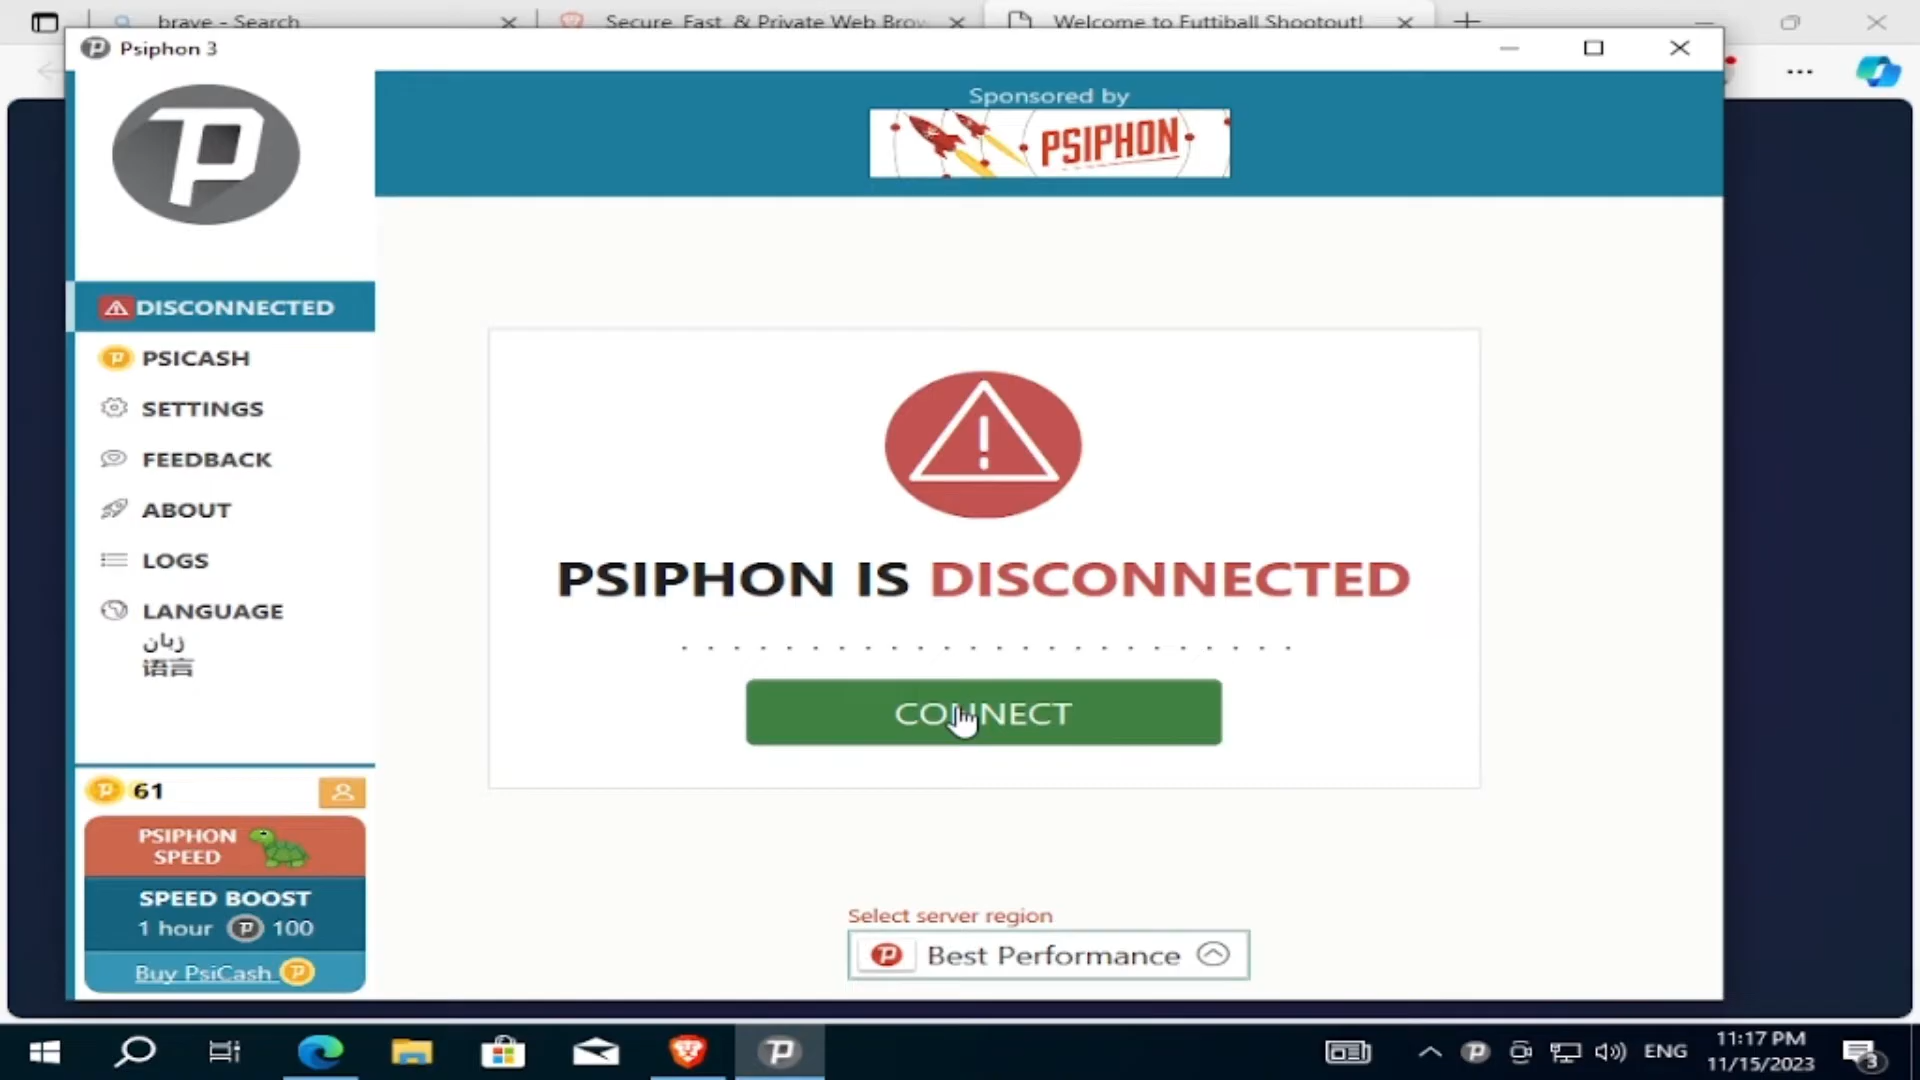 brave - Search
Secure, Fast, & Private Web Brow
Welcome to Futtiball Shootout!
Psiphon 3
Sponsored by
PSIPHON
DISCONNECTED
PSICASH
SETTINGS
FEEDBACK
ABOUT
LOGS
LANGUAGE
زبان
语言
PSIPHON IS DISCONNECTED
CONNECT
61
PSIPHON
SPEED
SPEED BOOST
1 hour 100
Buy PsiCash
Select server region
Best Performance
ENG
11:17 PM
11/15/2023
3